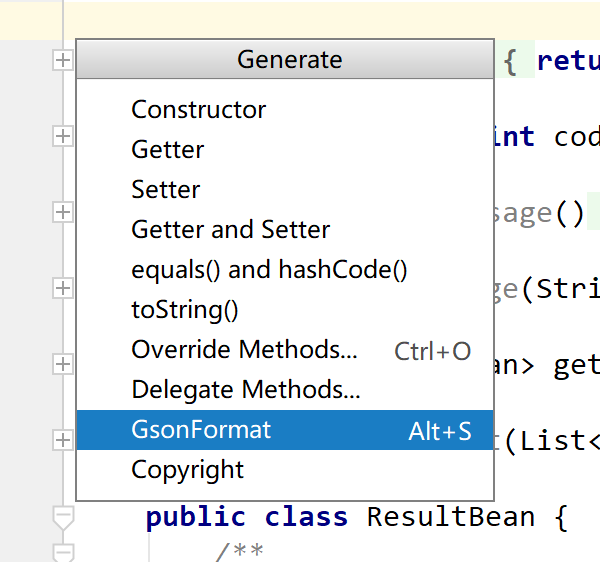 Generate
{ retu
Constructor
int cod
Getter
Setter
sage()
Getter and Setter
equals() and hashCode()
ge(Stri
toString()
Override Methods... Ctrl+O
an> get
Delegate Methods...
GsonFormat Alt+S
t(List<
Copyright
public class ResultBean {
/**